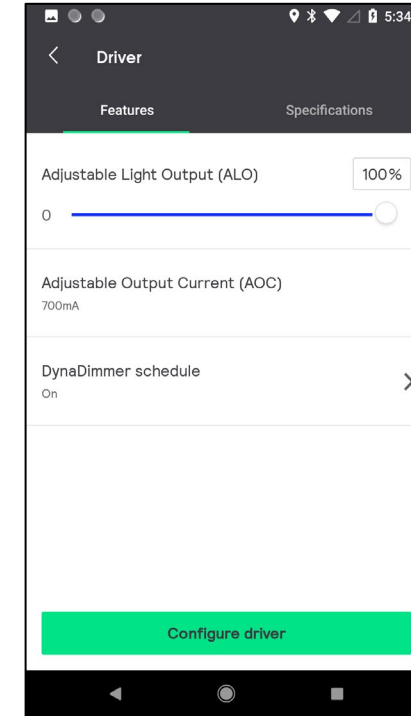 5:34
Driver
Features
Specifications
Adjustable Light Output (ALO)
100%
0
Adjustable Output Current (AOC)
700mA
DynaDimmer schedule
On
Configure driver